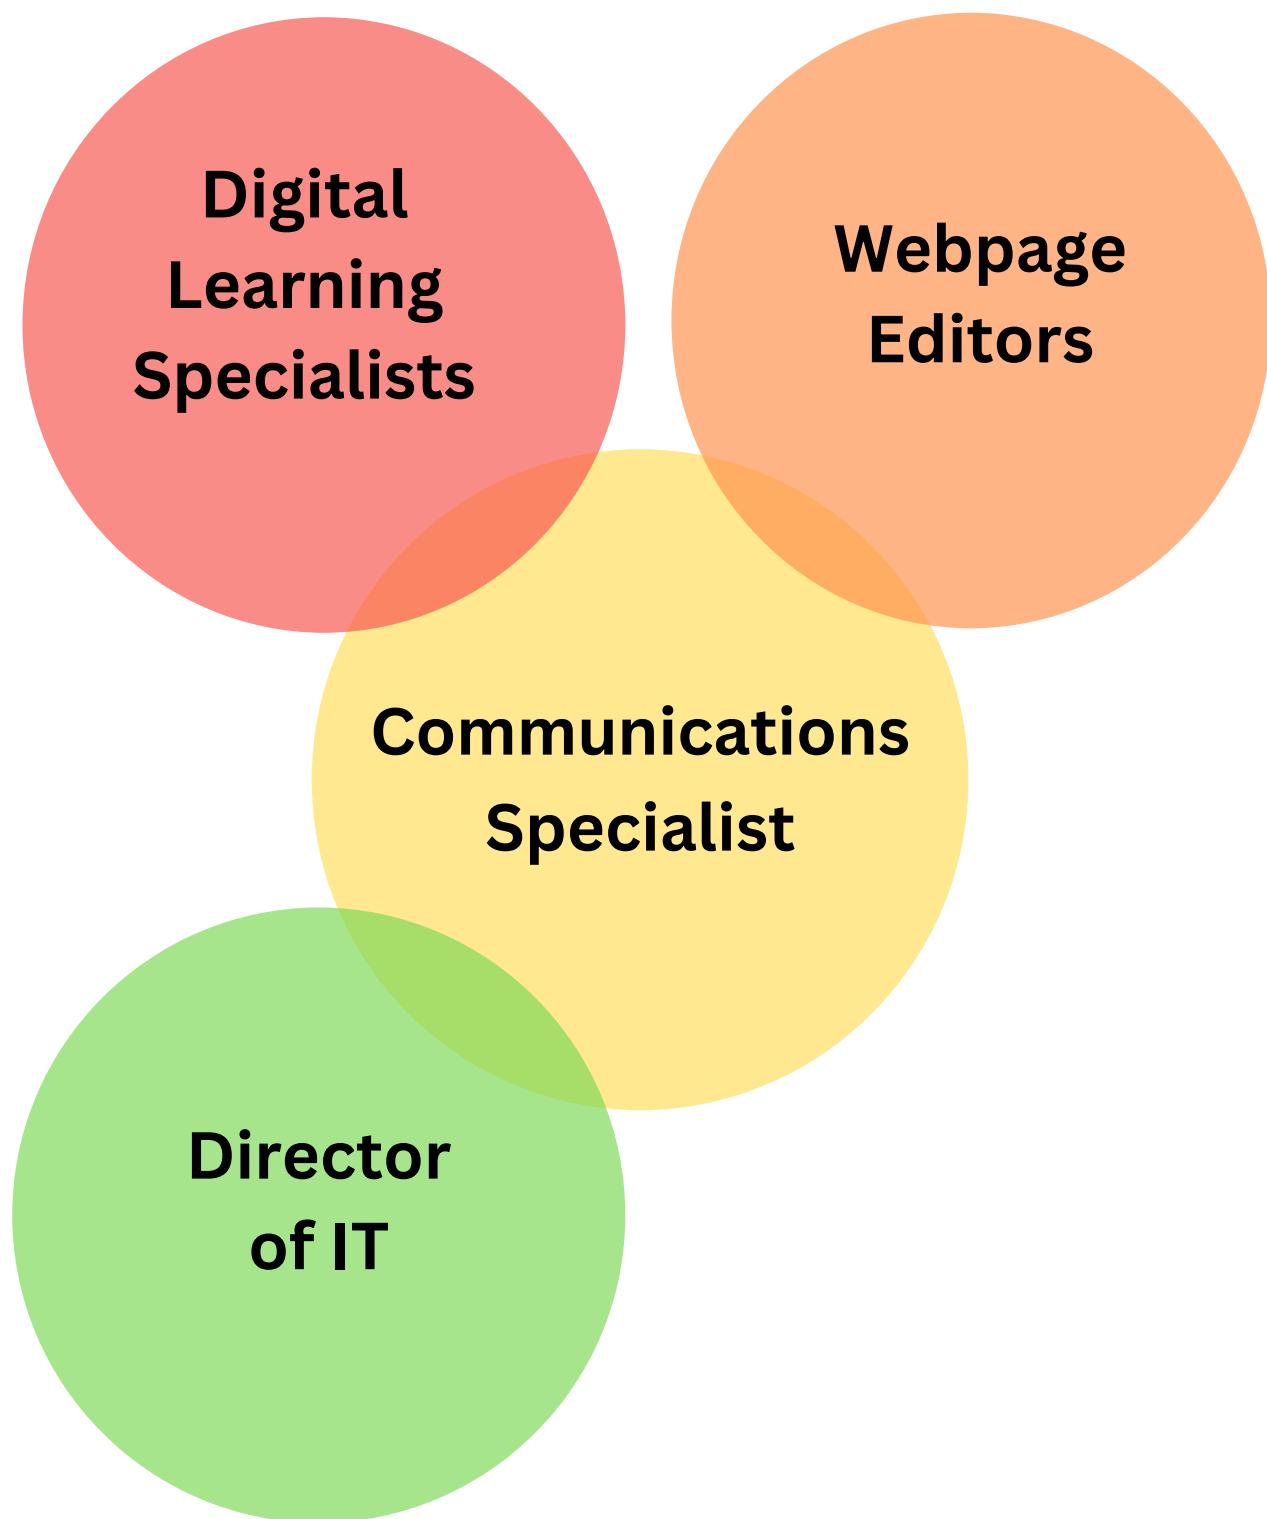 Digital
Learning
Specialists
Webpage
Editors
Communications
Specialist
Director
of IT